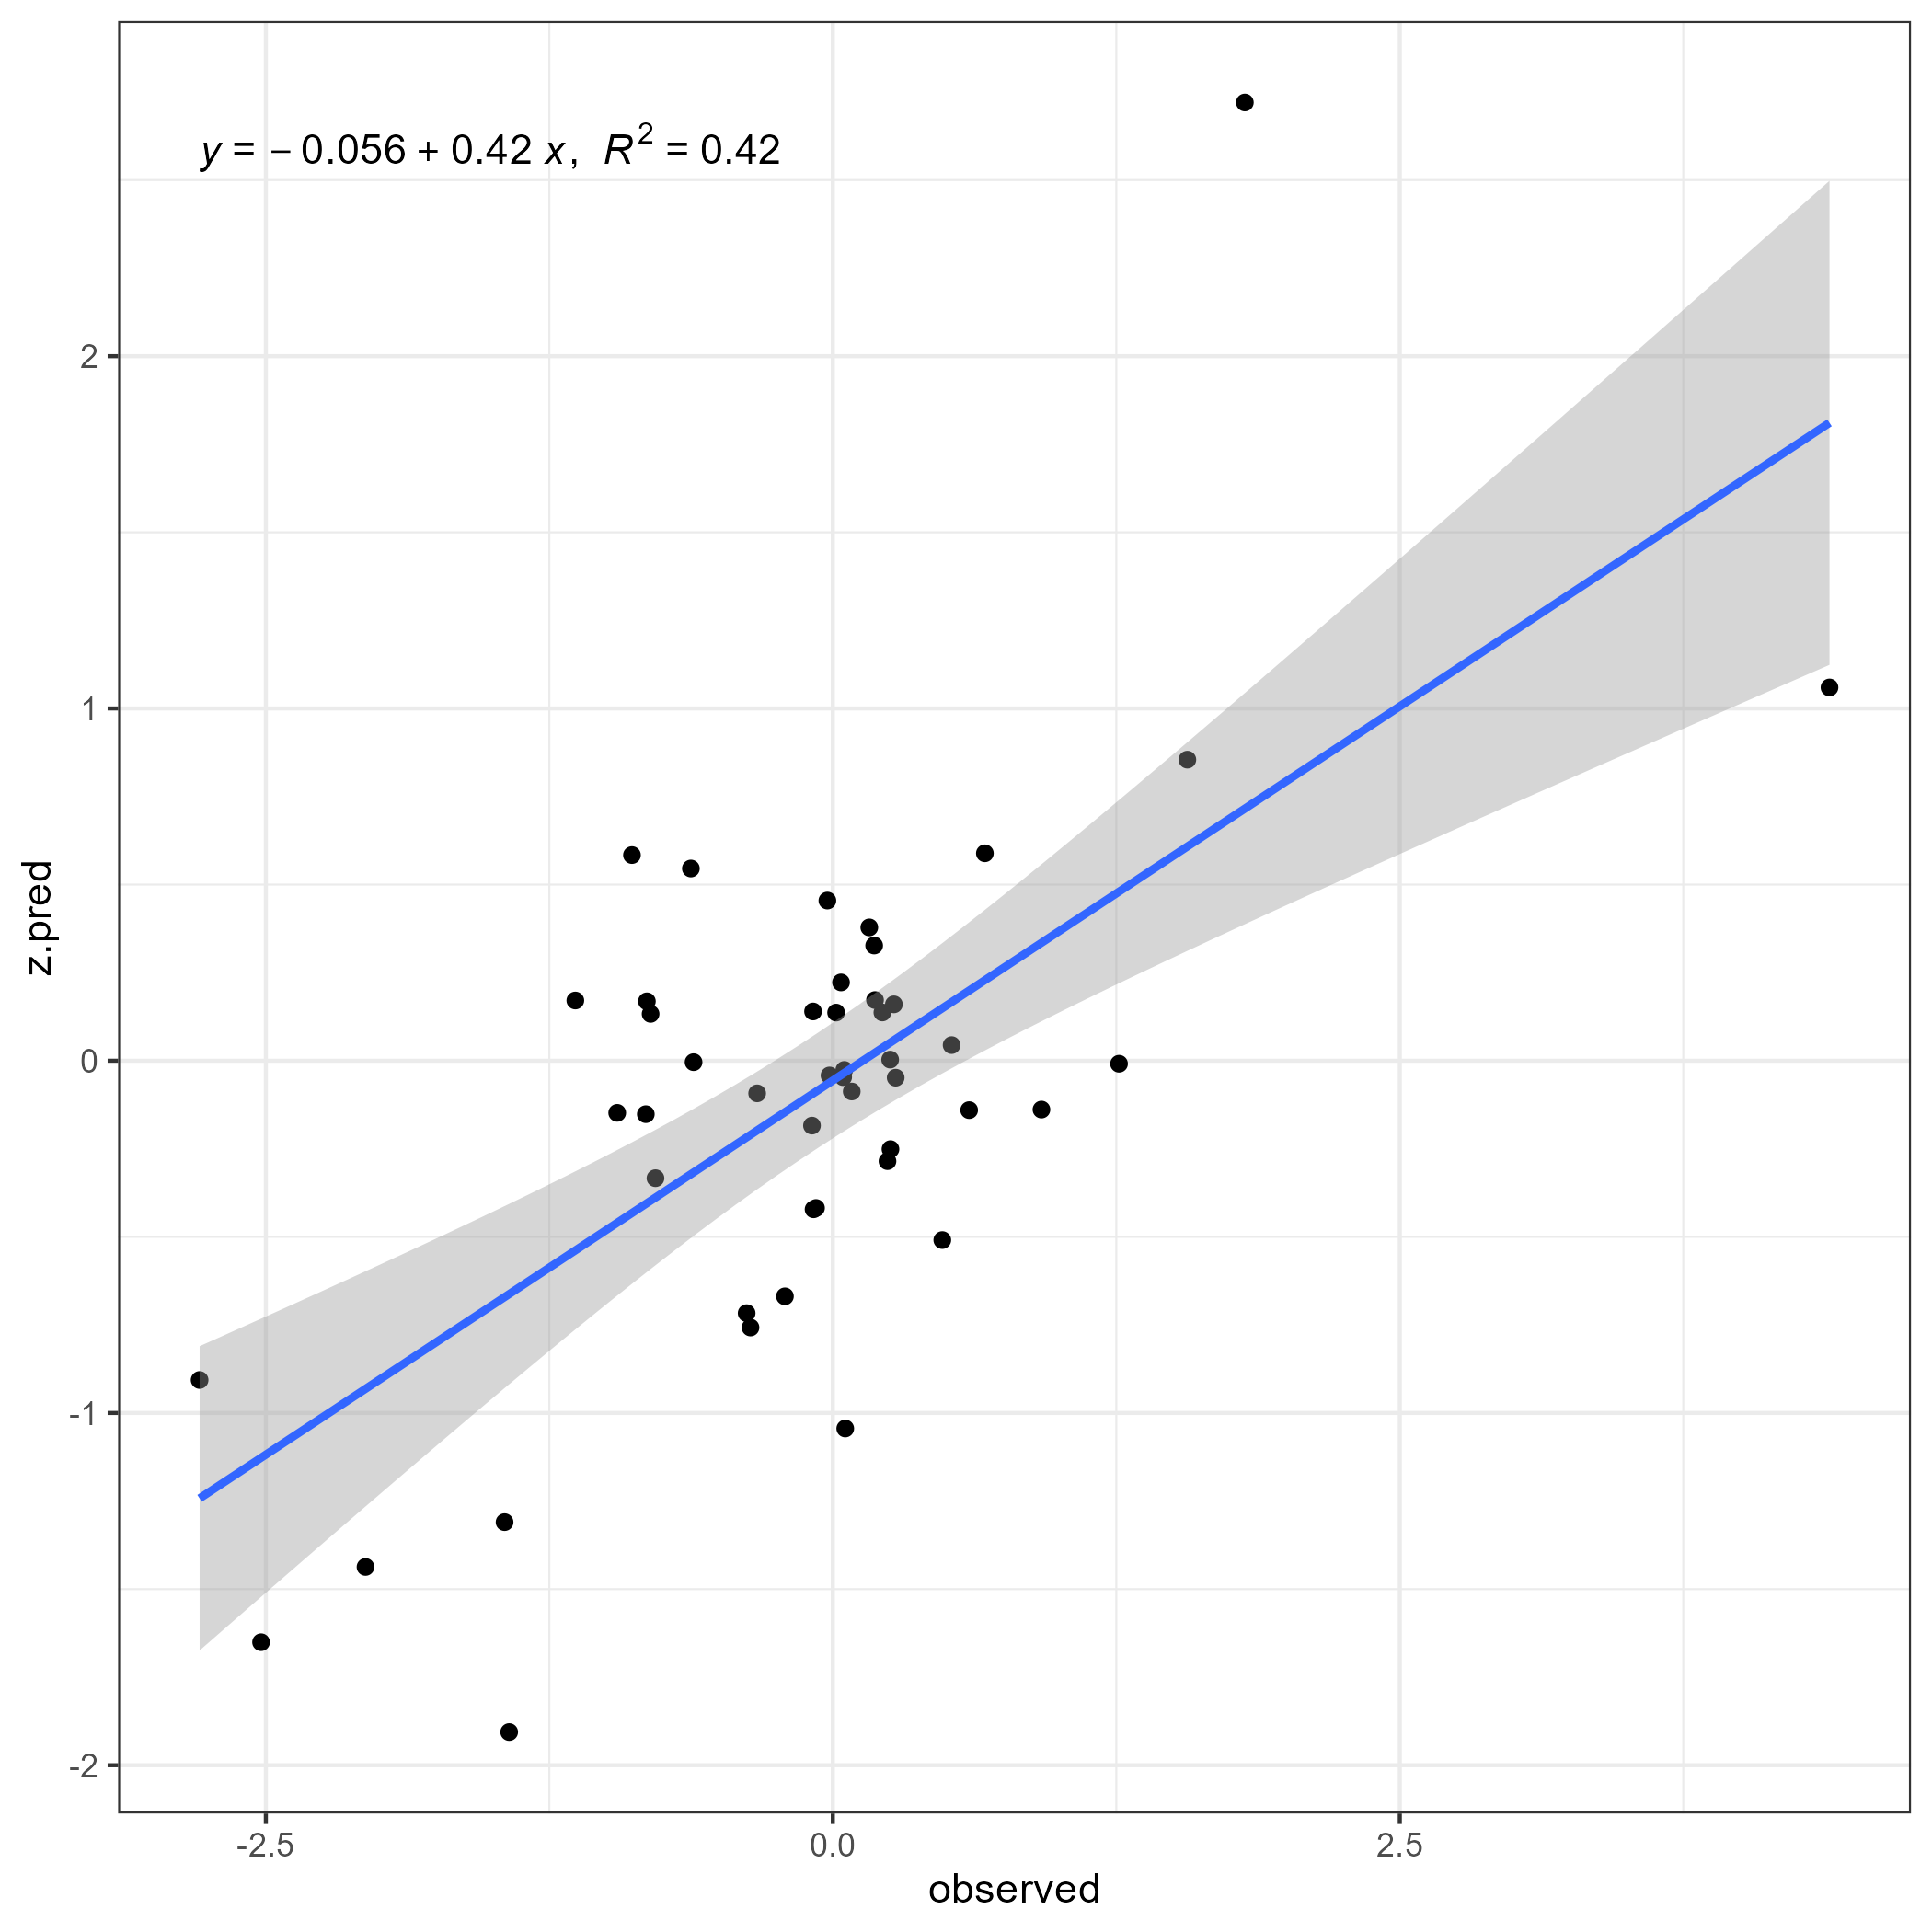 y = − 0.056 + 0.42 x, R² = 0.42
2
1
0
-1
-2
z.pred
-2.5 0.0 2.5
observed